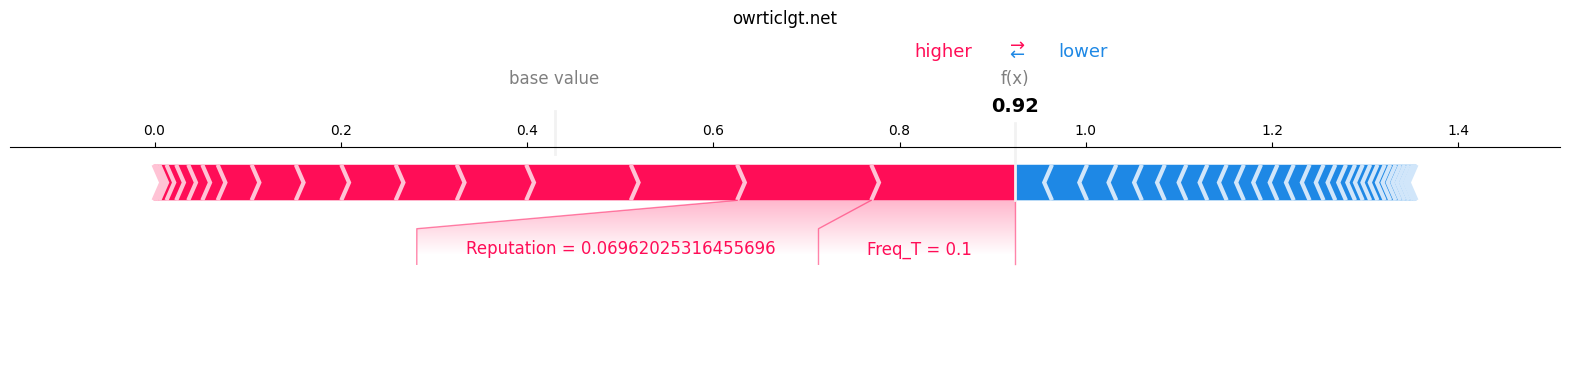 owrticlgt.net
higher ⇄ lower
base value f(x)
0.92
0.0 0.2 0.4 0.6 0.8 1.0 1.2 1.4
Reputation = 0.06962025316455696 Freq_T = 0.1